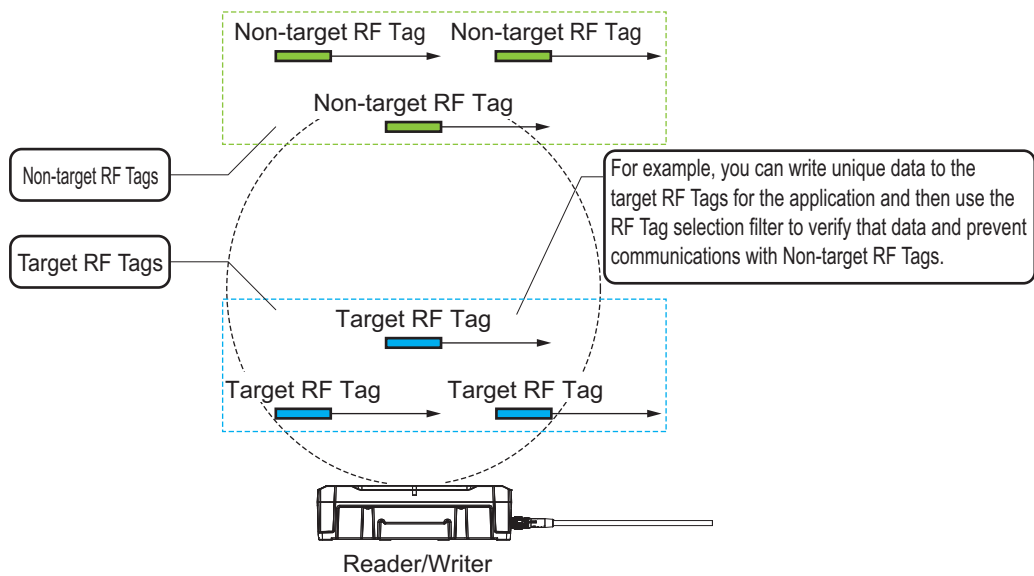 Non-target RF Tag
Non-target RF Tag
Non-target RF Tag
Non-target RF Tags
For example, you can write unique data to the
target RF Tags for the application and then use the
RF Tag selection filter to verify that data and prevent
communications with Non-target RF Tags.
Target RF Tags
Target RF Tag
Target RF Tag
Target RF Tag
Reader/Writer